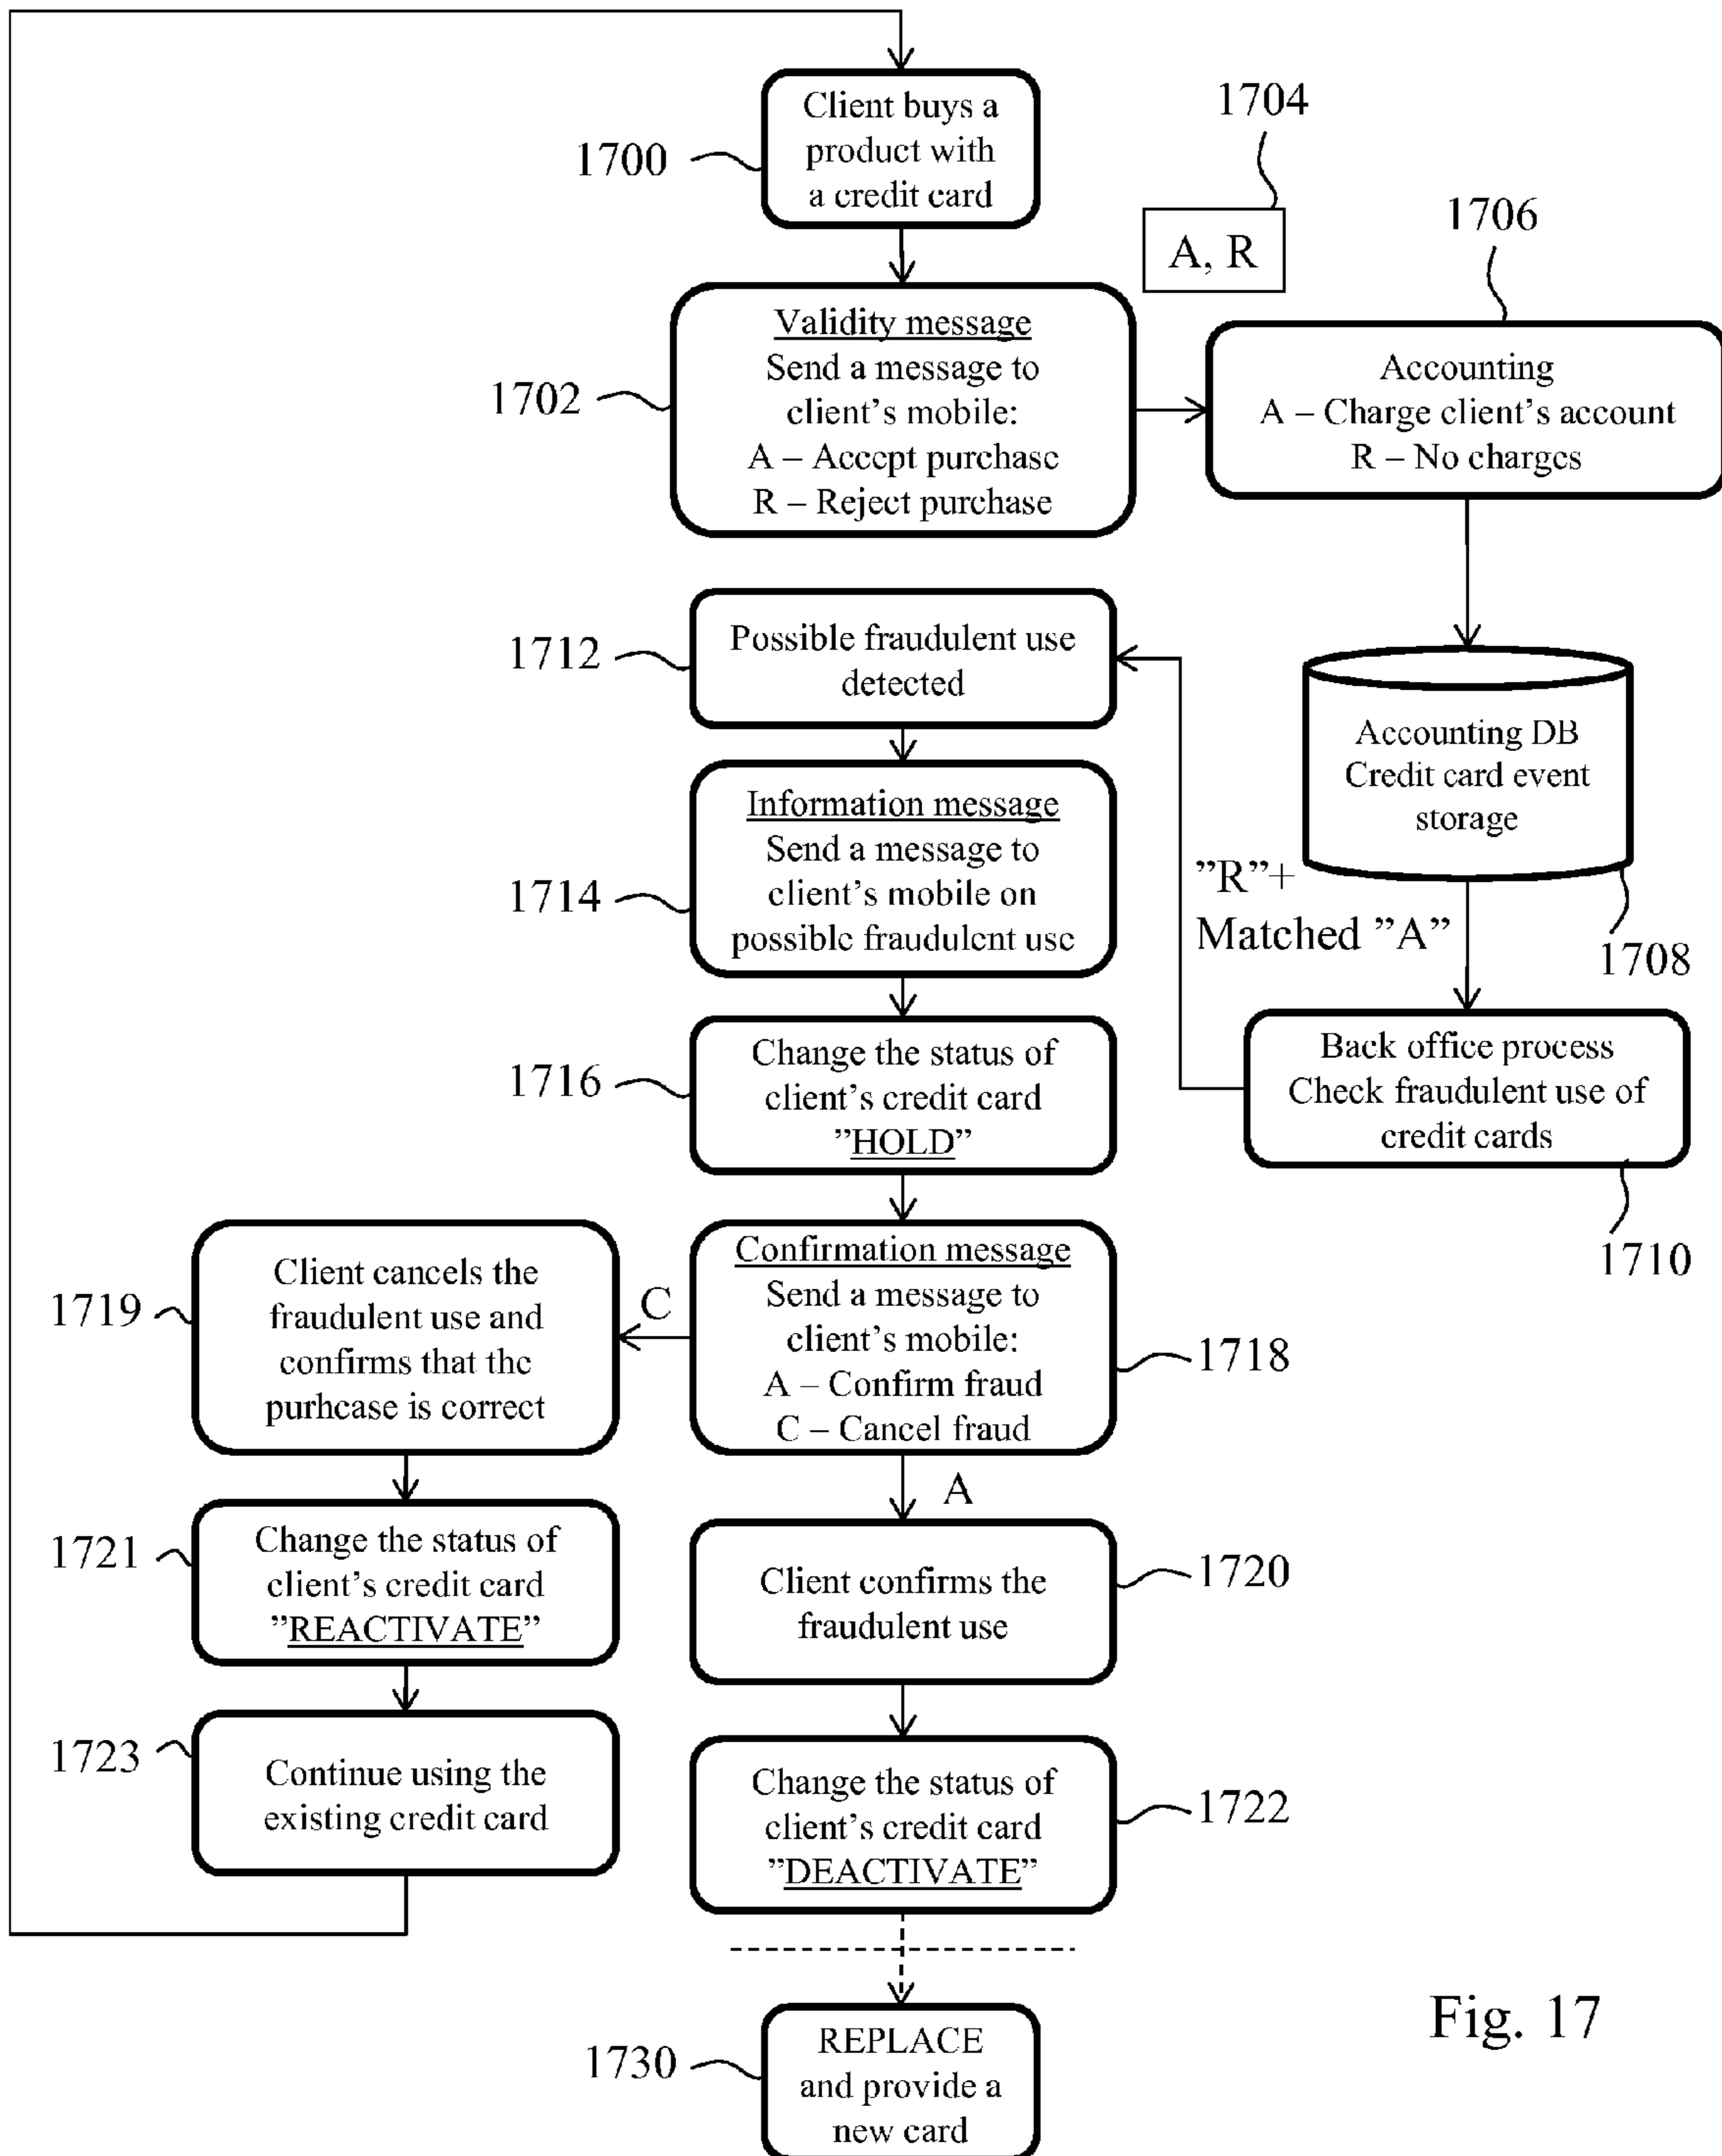 Client buys a
product with
a credit card
1700
1704
A, R
1706
Validity message
Send a message to
client's mobile:
A – Accept purchase
R – Reject purchase
1702
Accounting
A – Charge client's account
R – No charges
Accounting DB
Credit card event
storage
1708
"R"+
Matched "A"
Back office process
Check fraudulent use of
credit cards
1710
1712
Possible fraudulent use
detected
Information message
Send a message to
client's mobile on
possible fraudulent use
1714
1716
Change the status of
client's credit card
"HOLD"
Confirmation message
Send a message to
client's mobile:
A – Confirm fraud
C – Cancel fraud
1718
C
1719
Client cancels the
fraudulent use and
confirms that the
purhcase is correct
A
1721
Change the status of
client's credit card
"REACTIVATE"
1720
Client confirms the
fraudulent use
1723
Continue using the
existing credit card
1722
Change the status of
client's credit card
"DEACTIVATE"
1730
REPLACE
and provide a
new card
Fig. 17